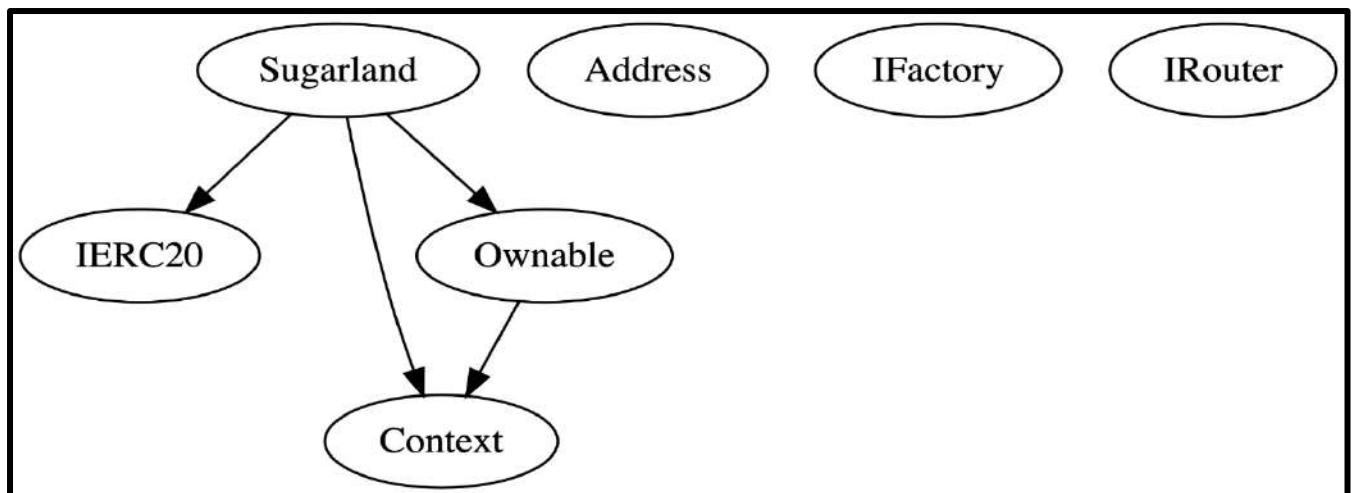 Sugarland
Address
IFactory
IRouter
IERC20
Ownable
Context